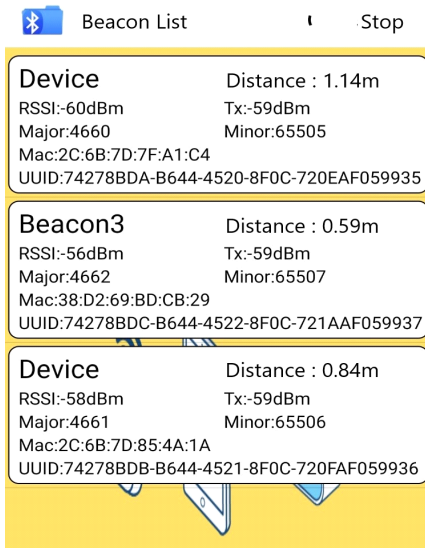 Beacon List Stop
Device Distance : 1.14m
RSSI:-60dBm Tx:-59dBm
Major:4660 Minor:65505
Mac:2C:6B:7D:7F:A1:C4
UUID:74278BDA-B644-4520-8F0C-720EAF059935
Beacon3 Distance : 0.59m
RSSI:-56dBm Tx:-59dBm
Major:4662 Minor:65507
Mac:38:D2:69:BD:CB:29
UUID:74278BDC-B644-4522-8F0C-721AAF059937
Device Distance : 0.84m
RSSI:-58dBm Tx:-59dBm
Major:4661 Minor:65506
Mac:2C:6B:7D:85:4A:1A
UUID:74278BDB-B644-4521-8F0C-720FAF059936